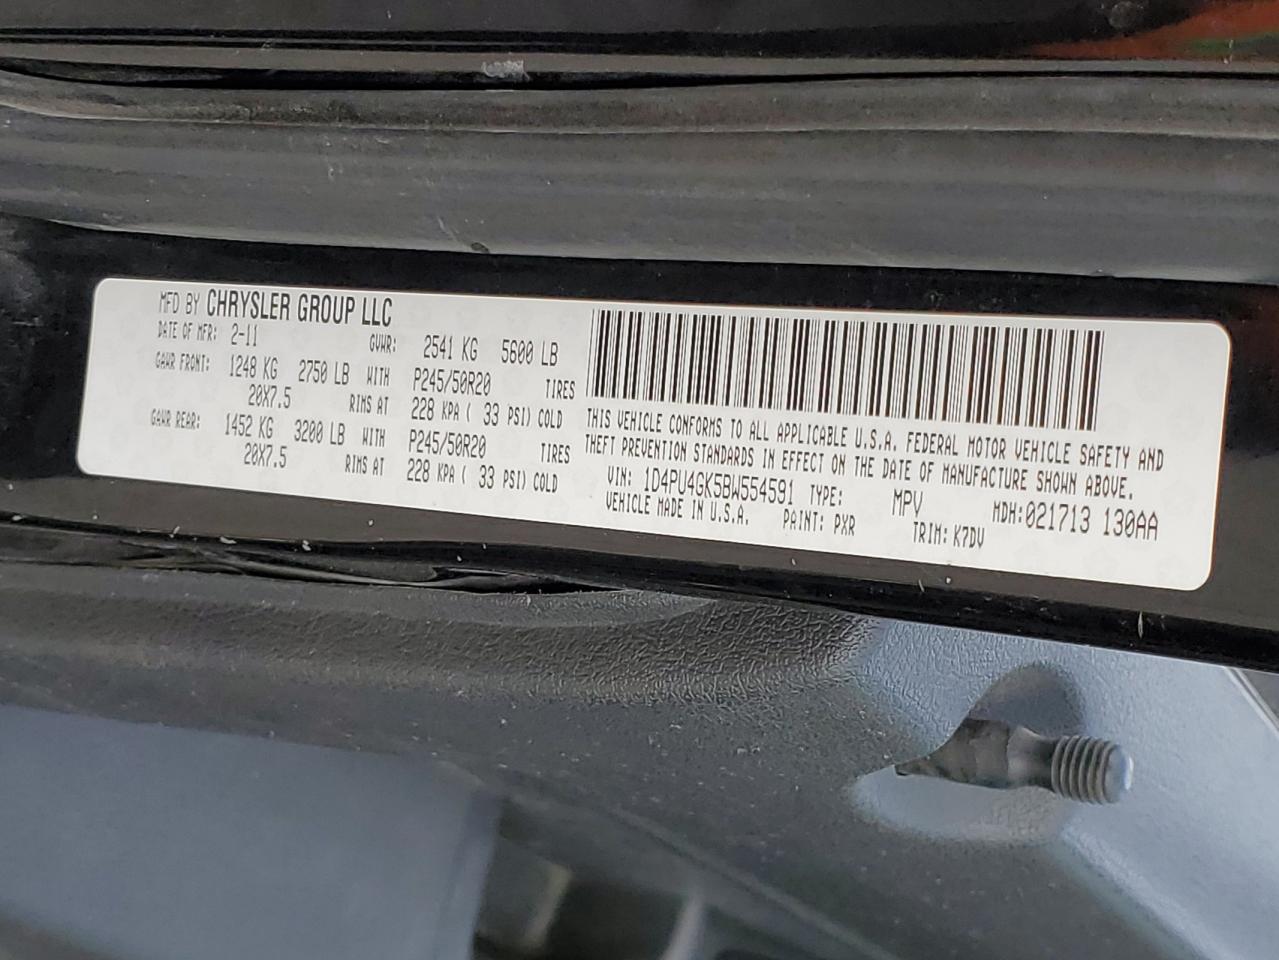 MFD BY CHRYSLER GROUP LLC
DATE OF MFR: 2-11 GVWR: 2541 KG 5600 LB
GAWR FRONT: 1248 KG 2750 LB WITH P245/50R20 TIRES
20X7.5 RIMS AT 228 KPA ( 33 PSI) COLD
GAWR REAR: 1452 KG 3200 LB WITH P245/50R20 TIRES
20X7.5 RIMS AT 228 KPA ( 33 PSI) COLD
THIS VEHICLE CONFORMS TO ALL APPLICABLE U.S.A. FEDERAL MOTOR VEHICLE SAFETY AND
THEFT PREVENTION STANDARDS IN EFFECT ON THE DATE OF MANUFACTURE SHOWN ABOVE.
VIN: 1D4PU4GK5BW554591 TYPE: MPV MDH: 021713 130AA
VEHICLE MADE IN U.S.A. PAINT: PXR TRIM: K7DV